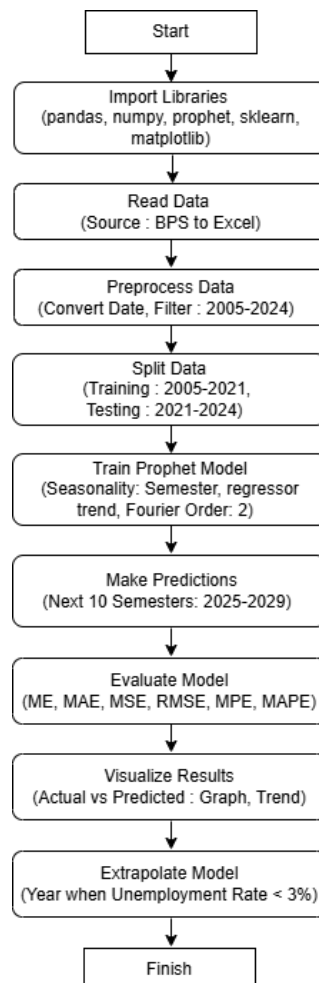 Start
Import Libraries
(pandas, numpy, prophet, sklearn,
matplotlib)
Read Data
(Source : BPS to Excel)
Preprocess Data
(Convert Date, Filter : 2005-2024)
Split Data
(Training : 2005-2021,
Testing : 2021-2024)
Train Prophet Model
(Seasonality: Semester, regressor
trend, Fourier Order: 2)
Make Predictions
(Next 10 Semesters: 2025-2029)
Evaluate Model
(ME, MAE, MSE, RMSE, MPE, MAPE)
Visualize Results
(Actual vs Predicted : Graph, Trend)
Extrapolate Model
(Year when Unemployment Rate < 3%)
Finish